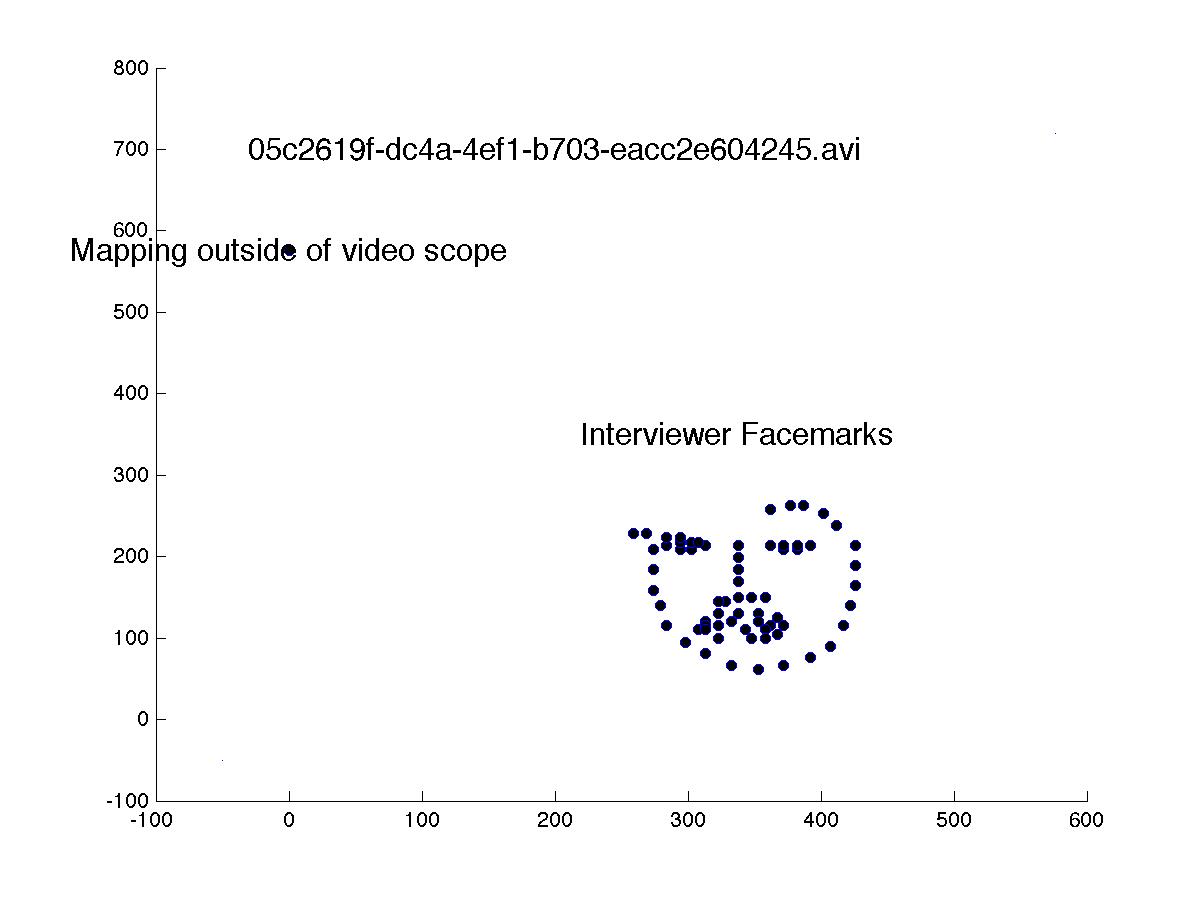 800
700
05c2619f-dc4a-4ef1-b703-eacc2e604245.avi
600
Mapping outside of video scope
500
400
Interviewer Facemarks
300
200
100
0
-100
-100 0 100 200 300 400 500 600